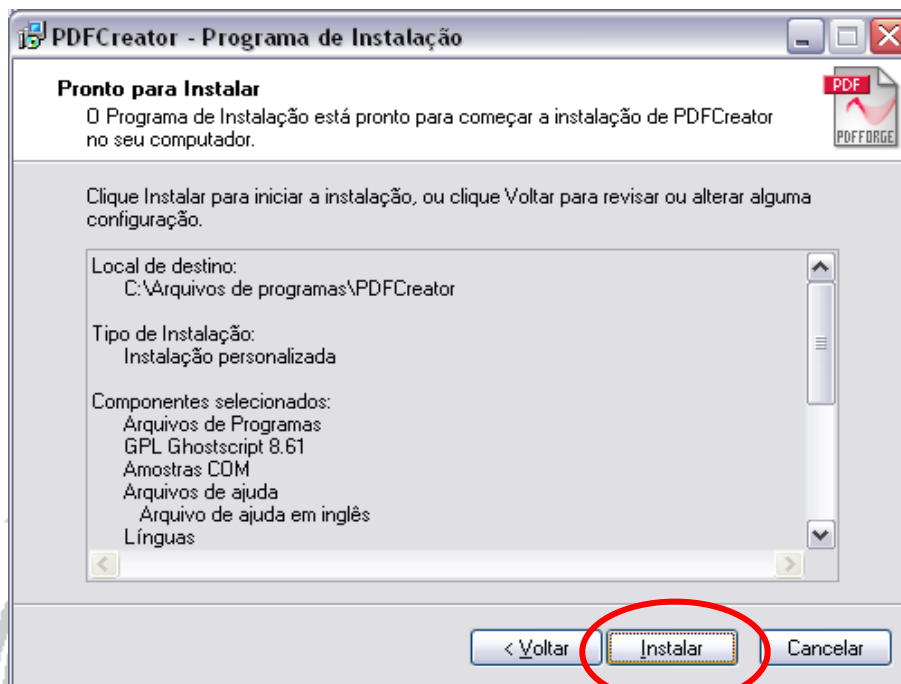 PDFCreator - Programa de Instalação
Pronto para Instalar
O Programa de Instalação está pronto para começar a instalação de PDFCreator
no seu computador.
PDF
PDFFORGE
Clique Instalar para iniciar a instalação, ou clique Voltar para revisar ou alterar alguma
configuração.
Local de destino:
C:\Arquivos de programas\PDFCreator
Tipo de Instalação:
Instalação personalizada
Componentes selecionados:
Arquivos de Programas
GPL Ghostscript 8.61
Amostras COM
Arquivos de ajuda
Arquivo de ajuda em inglês
Línguas
< Voltar
Instalar
Cancelar